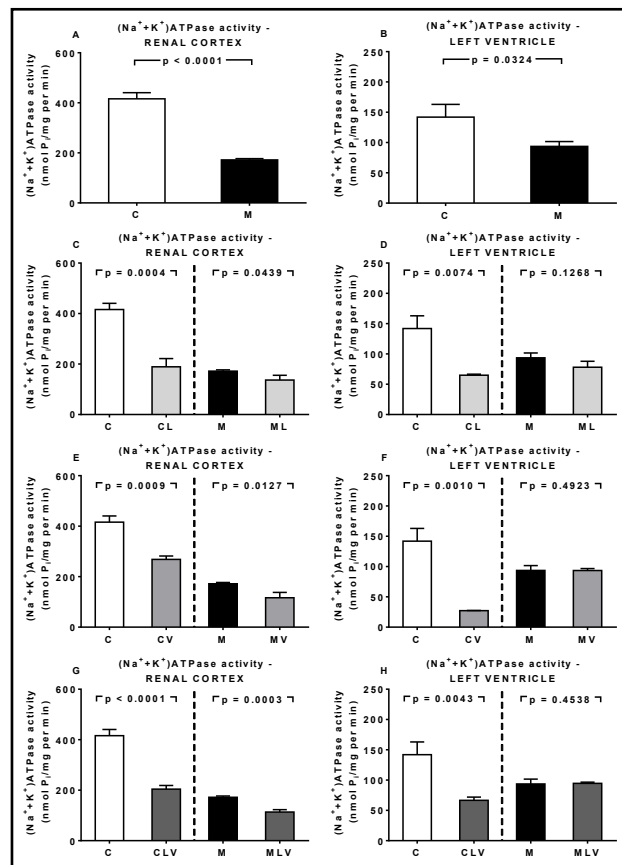 A (Na⁺+K⁺)ATPase activity -
RENAL CORTEX
p < 0.0001
(Na⁺+K⁺)ATPase activity
(nmol Pᵢ/mg per min)
600
400
200
0
C M
B (Na⁺+K⁺)ATPase activity -
LEFT VENTRICLE
p = 0.0324
(Na⁺+K⁺)ATPase activity
(nmol Pᵢ/mg per min)
250
200
150
100
50
0
C M
C (Na⁺+K⁺)ATPase activity -
RENAL CORTEX
p = 0.0004 p = 0.0439
(Na⁺+K⁺)ATPase activity
(nmol Pᵢ/mg per min)
600
400
200
0
C CL M ML
D (Na⁺+K⁺)ATPase activity -
LEFT VENTRICLE
p = 0.0074 p = 0.1268
(Na⁺+K⁺)ATPase activity
(nmol Pᵢ/mg per min)
250
200
150
100
50
0
C CL M ML
E (Na⁺+K⁺)ATPase activity -
RENAL CORTEX
p = 0.0009 p = 0.0127
(Na⁺+K⁺)ATPase activity
(nmol Pᵢ/mg per min)
600
400
200
0
C CV M MV
F (Na⁺+K⁺)ATPase activity -
LEFT VENTRICLE
p = 0.0010 p = 0.4923
(Na⁺+K⁺)ATPase activity
(nmol Pᵢ/mg per min)
250
200
150
100
50
0
C CV M MV
G (Na⁺+K⁺)ATPase activity -
RENAL CORTEX
p < 0.0001 p = 0.0003
(Na⁺+K⁺)ATPase activity
(nmol Pᵢ/mg per min)
600
400
200
0
C CLV M MLV
H (Na⁺+K⁺)ATPase activity -
LEFT VENTRICLE
p = 0.0043 p = 0.4538
(Na⁺+K⁺)ATPase activity
(nmol Pᵢ/mg per min)
250
200
150
100
50
0
C CLV M MLV